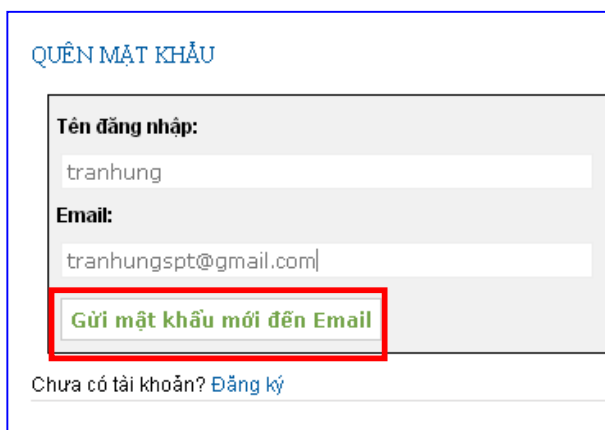 QUÊN MẬT KHẨU
Tên đăng nhập:
tranhung
Email:
tranhungspt@gmail.com
Gửi mật khẩu mới đến Email
Chưa có tài khoản? Đăng ký